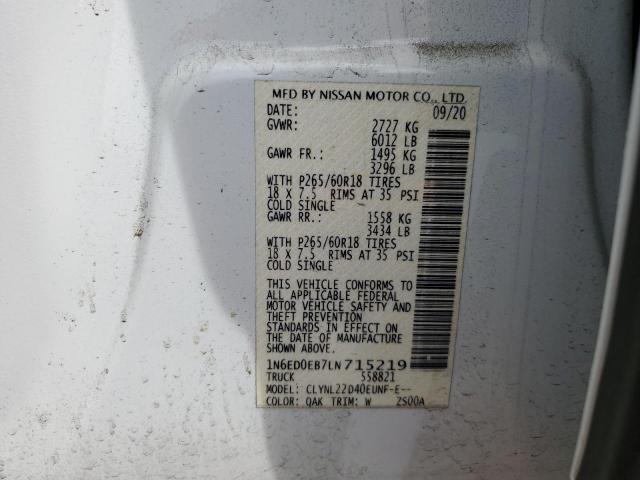 MFD BY NISSAN MOTOR CO., LTD.
DATE: 09/20
GVWR: 2727 KG
6012 LB
GAWR FR.: 1495 KG
3296 LB
WITH P265/60R18 TIRES
18 X 7.5 RIMS AT 35 PSI
COLD SINGLE
GAWR RR.: 1558 KG
3434 LB
WITH P265/60R18 TIRES
18 X 7.5 RIMS AT 35 PSI
COLD SINGLE
THIS VEHICLE CONFORMS TO
ALL APPLICABLE FEDERAL
MOTOR VEHICLE SAFETY AND
THEFT PREVENTION
STANDARDS IN EFFECT ON
THE DATE OF MANUFACTURE
SHOWN ABOVE.
1N6ED0EB7LN715219
TRUCK 558821
MODEL: CLYNL22D40EUNF-E--
COLOR: QAK TRIM: W ZS00A